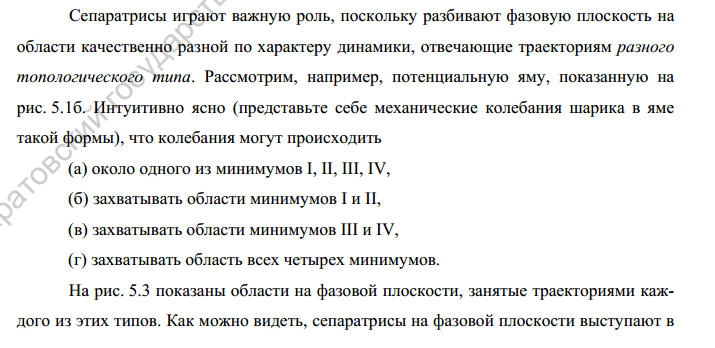 Сепаратрисы играют важную роль, поскольку разбивают фазовую плоскость на
области качественно разной по характеру динамики, отвечающие траекториям разного
топологического типа. Рассмотрим, например, потенциальную яму, показанную на
рис. 5.1б. Интуитивно ясно (представьте себе механические колебания шарика в яме
такой формы), что колебания могут происходить
(а) около одного из минимумов I, II, III, IV,
(б) захватывать области минимумов I и II,
(в) захватывать области минимумов III и IV,
(г) захватывать область всех четырех минимумов.
На рис. 5.3 показаны области на фазовой плоскости, занятые траекториями каж-
дого из этих типов. Как можно видеть, сепаратрисы на фазовой плоскости выступают в
ратовский государст